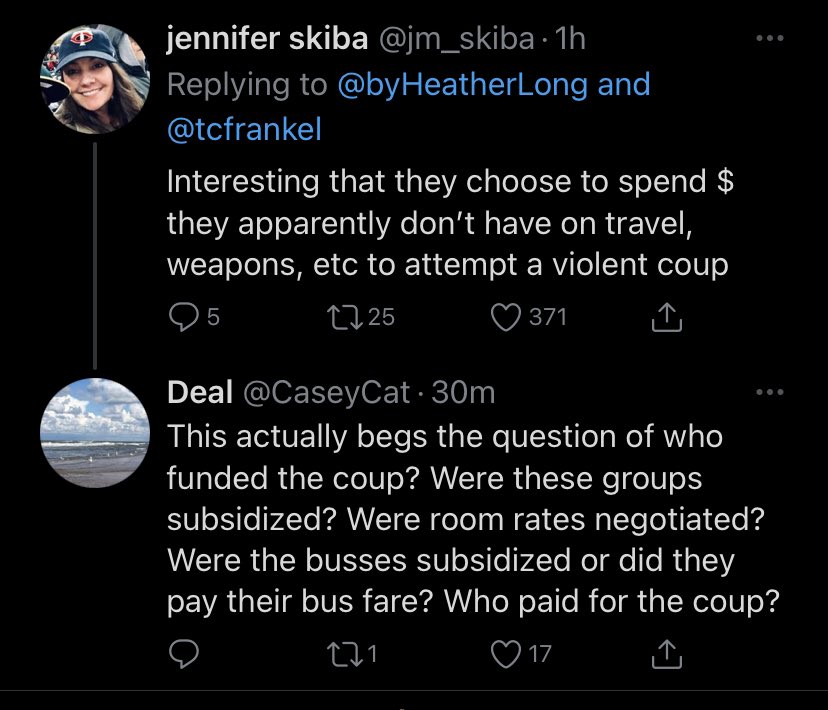 jennifer skiba @jm_skiba · 1h
Replying to @byHeatherLong and
@tcfrankel
Interesting that they choose to spend $
they apparently don’t have on travel,
weapons, etc to attempt a violent coup
5 25 371
Deal @CaseyCat · 30m
This actually begs the question of who
funded the coup? Were these groups
subsidized? Were room rates negotiated?
Were the busses subsidized or did they
pay their bus fare? Who paid for the coup?
1 17